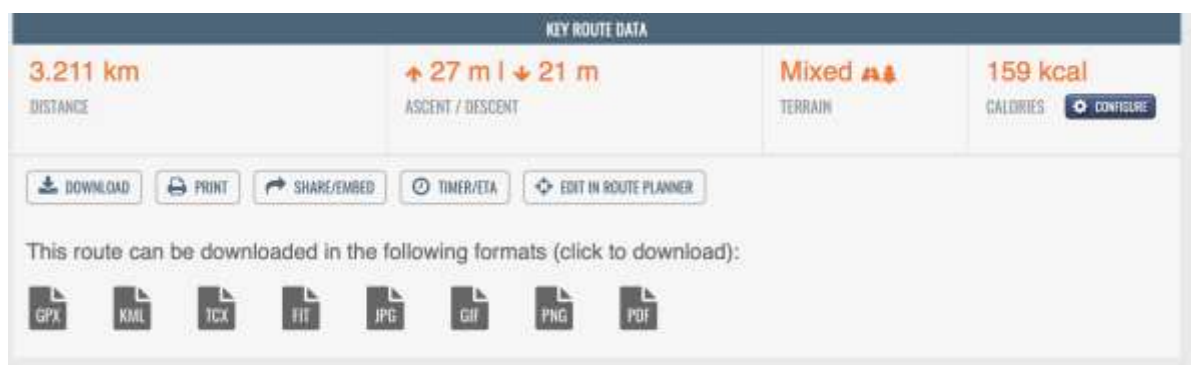 KEY ROUTE DATA
3.211 km
27 m | 21 m
Mixed
159 kcal
DISTANCE
ASCENT / DESCENT
TERRAIN
CALORIES
CONFIGURE
DOWNLOAD
PRINT
SHARE/EMBED
TIMER/ETA
EDIT IN ROUTE PLANNER
This route can be downloaded in the following formats (click to download):
GPX
KML
TCX
FIT
JPG
GIF
PNG
PDF